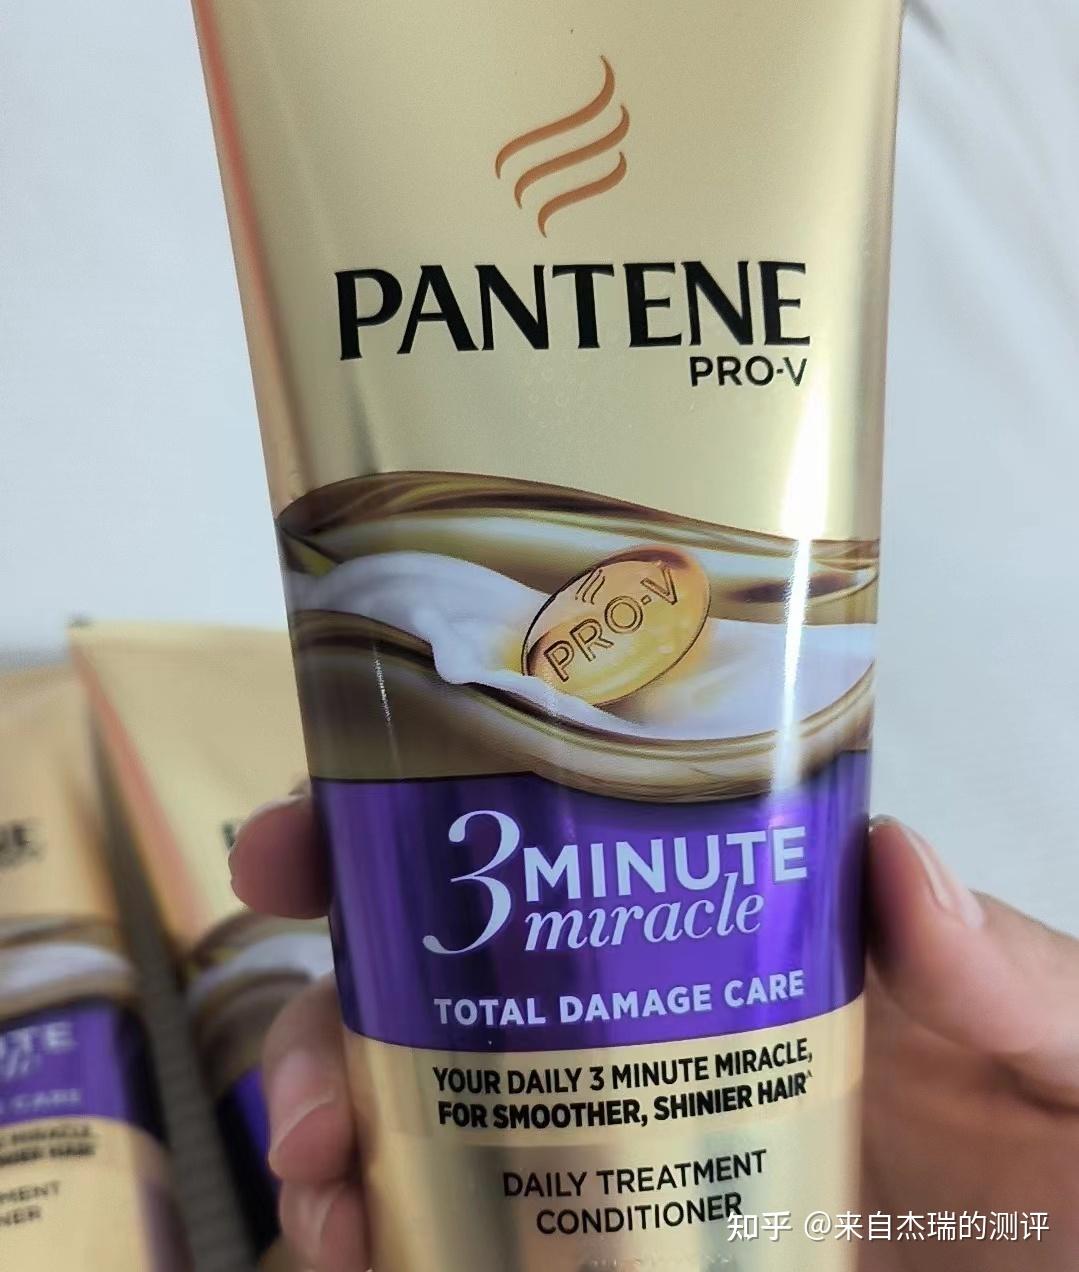 PANTENE
PRO-V
PRO-V
3 MINUTE
miracle
TOTAL DAMAGE CARE
YOUR DAILY 3 MINUTE MIRACLE,
FOR SMOOTHER, SHINIER HAIR^
DAILY TREATMENT
CONDITIONER
知乎 @来自杰瑞的测评